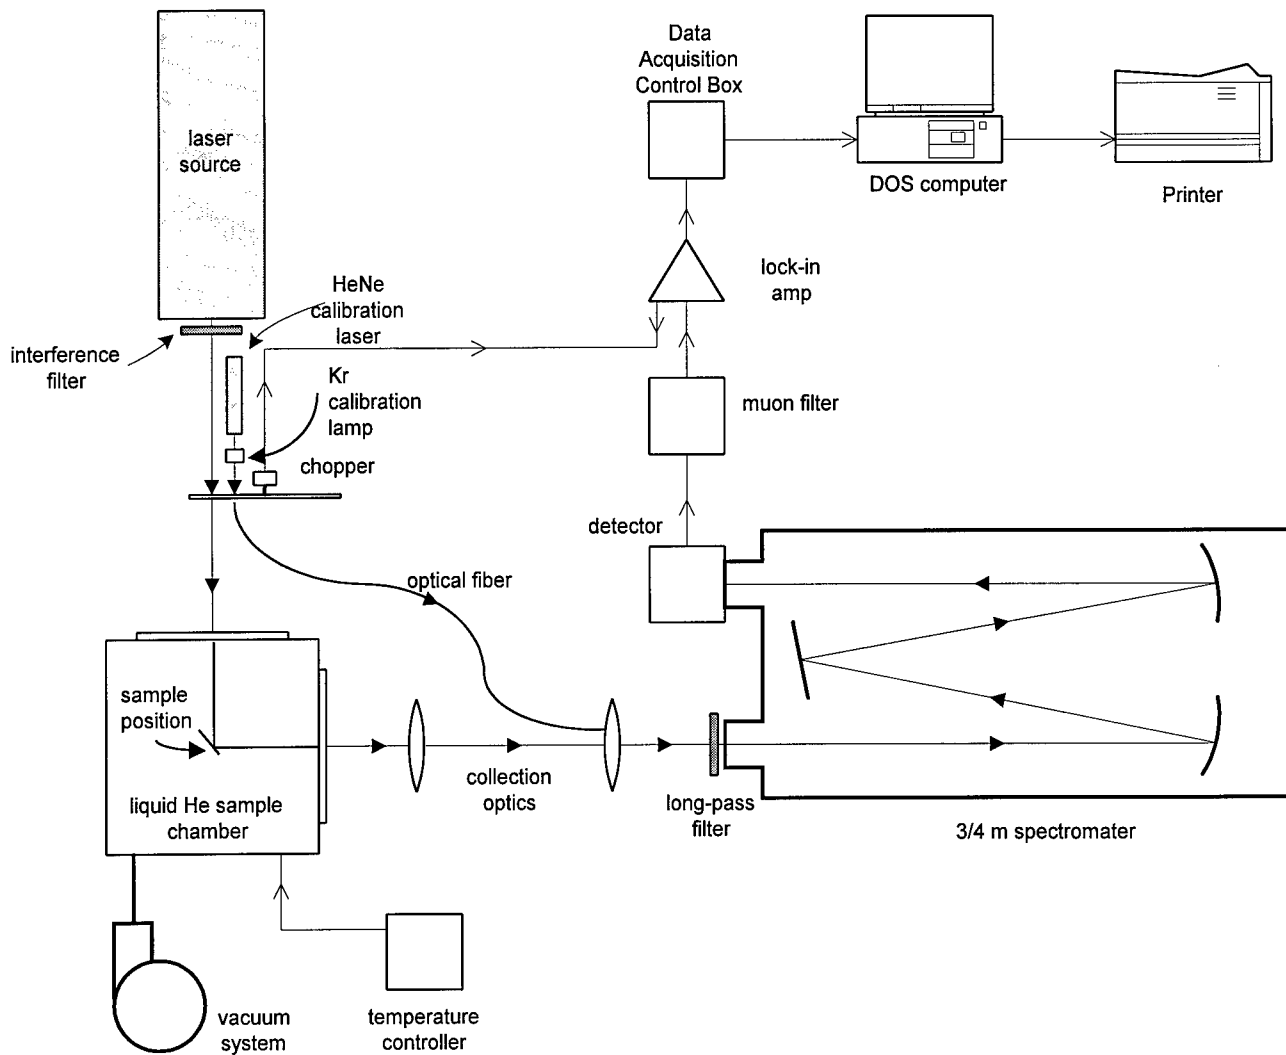 Data
Acquisition
Control Box
laser
source
DOS computer
Printer
HeNe
calibration
laser
lock-in
amp
interference
filter
Kr
calibration
lamp
muon filter
chopper
detector
optical fiber
sample
position
collection
optics
liquid He sample
chamber
long-pass
filter
3/4 m spectromater
vacuum
system
temperature
controller